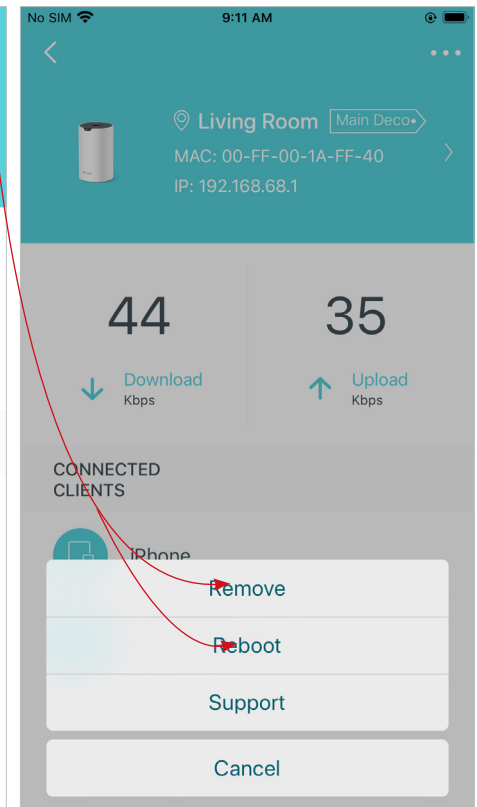 No SIM 9:11 AM
Living Room Main Deco
MAC: 00-FF-00-1A-FF-40
IP: 192.168.68.1
44 35
Download Upload
Kbps Kbps
CONNECTED
CLIENTS
iPhone
Remove
Reboot
Support
Cancel